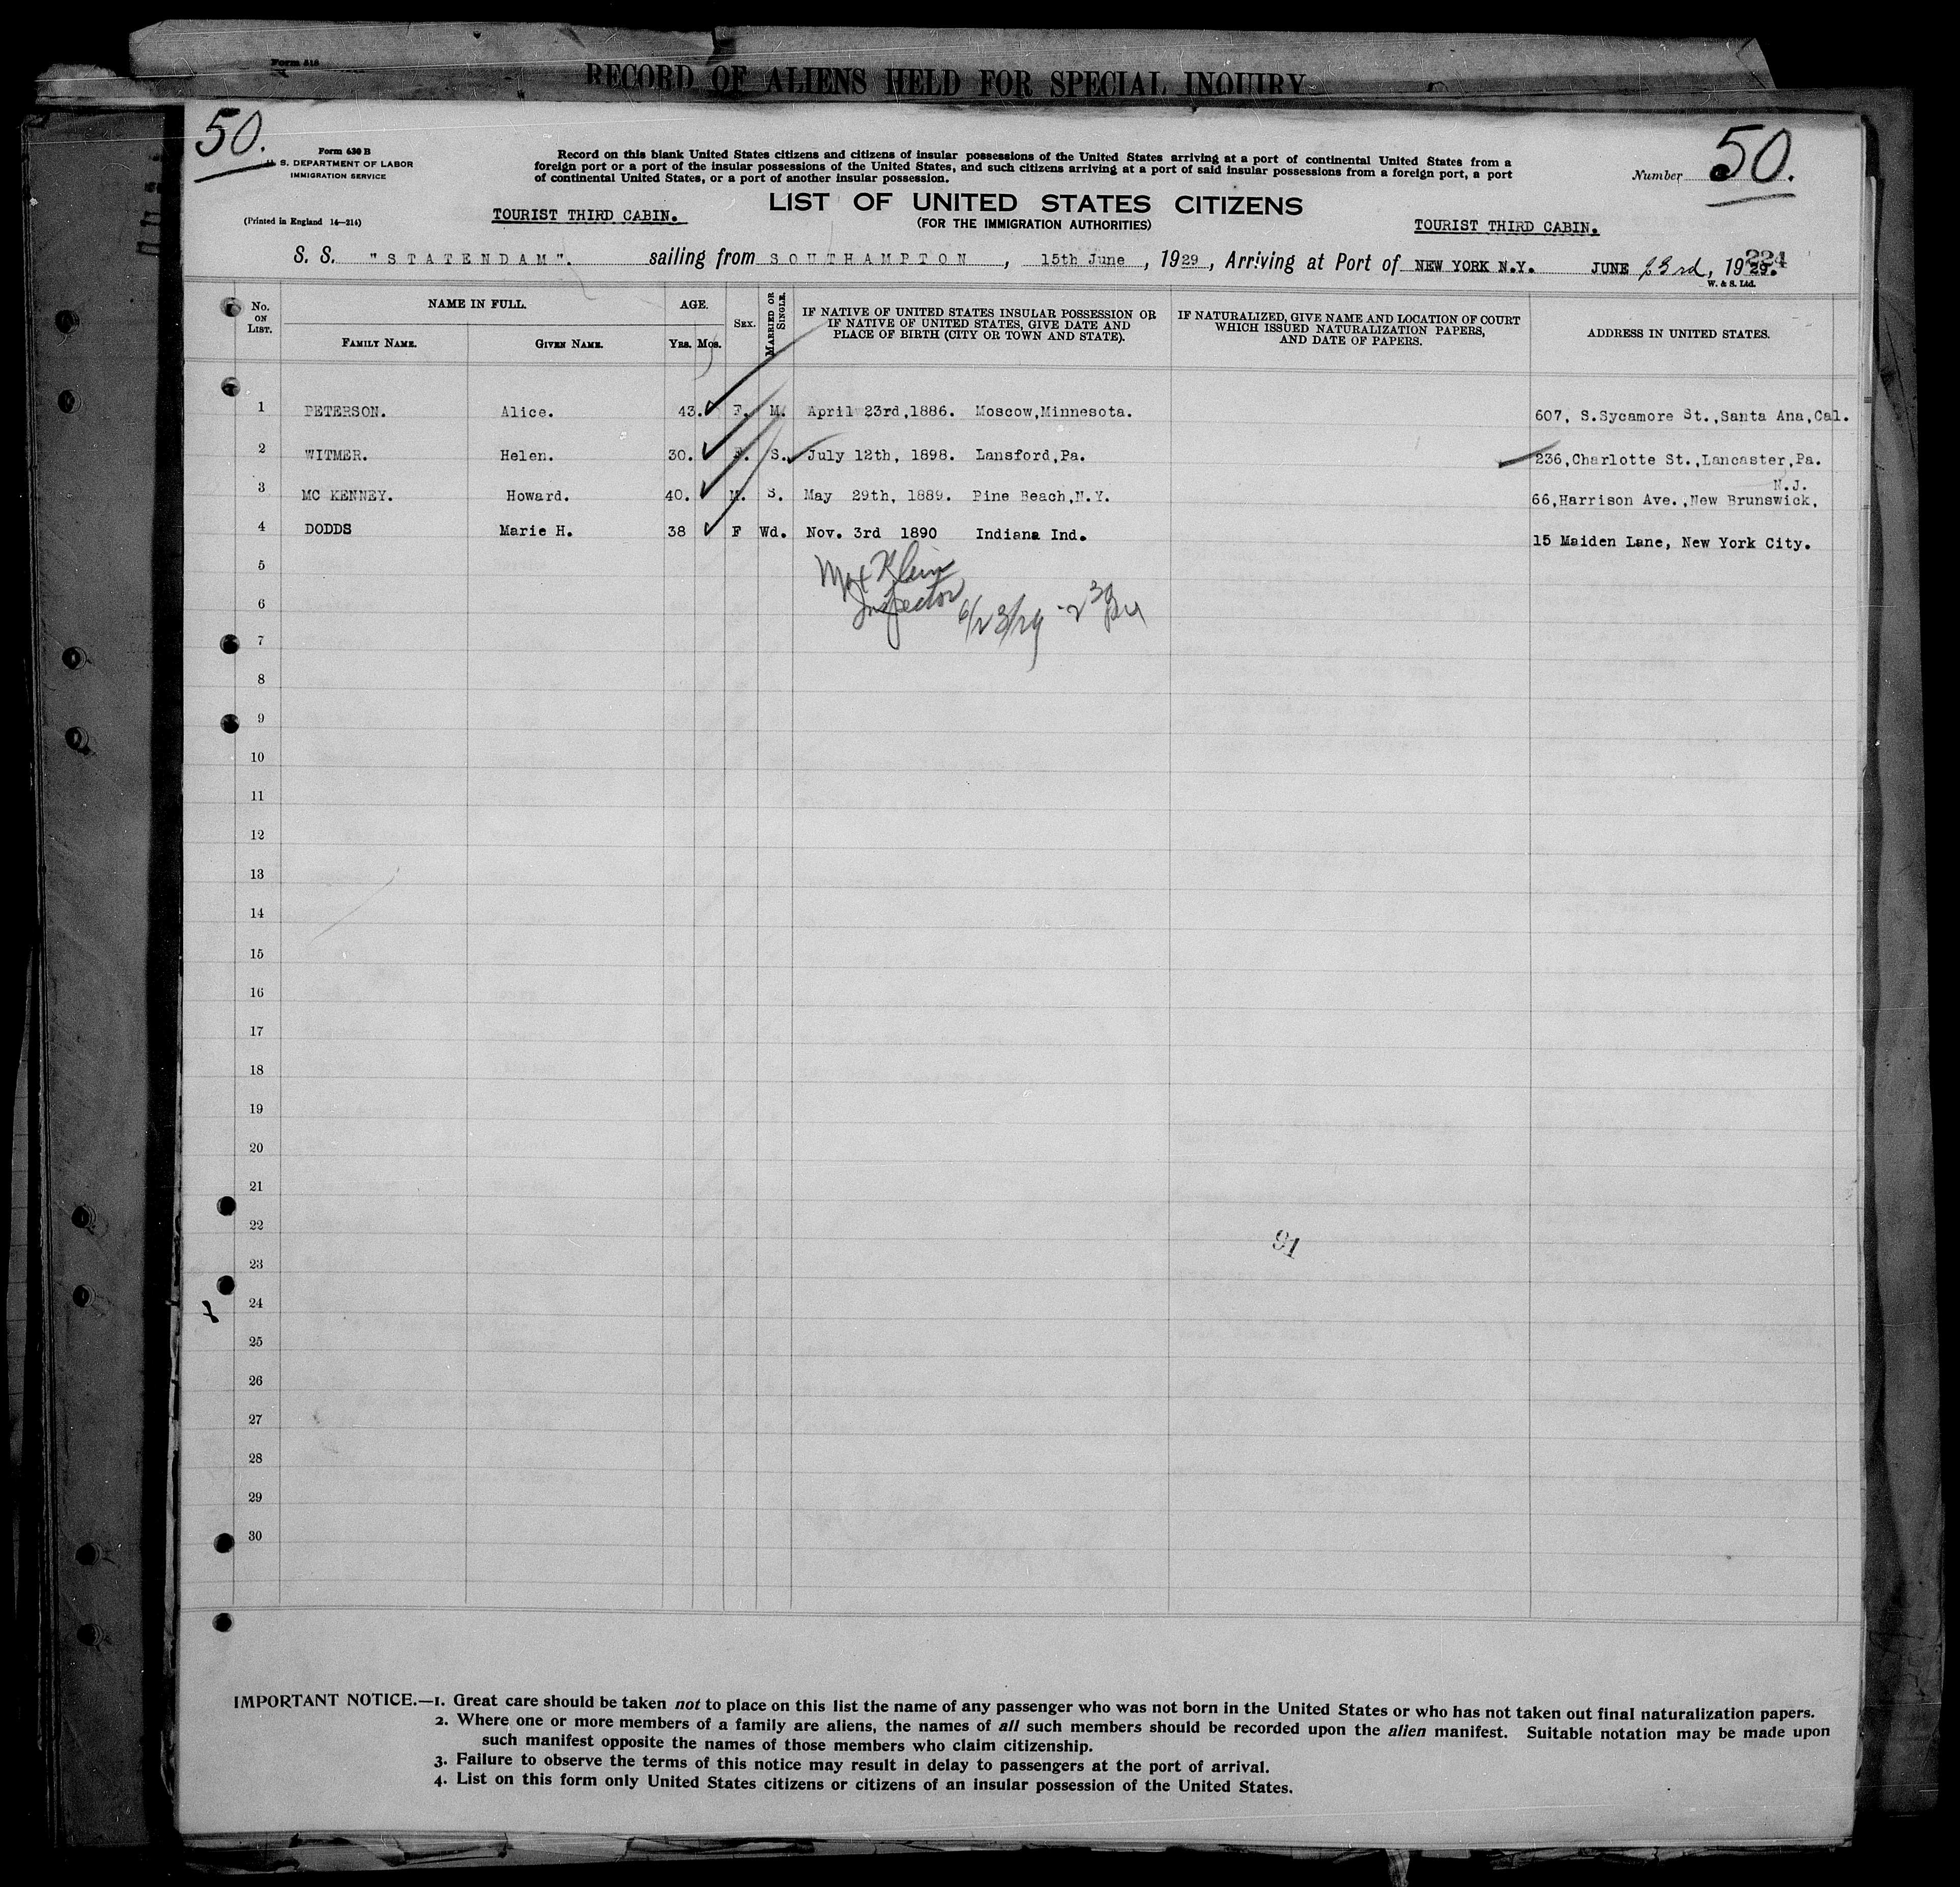 Form 618
RECORD OF ALIENS HELD FOR SPECIAL INQUIRY
50.
50.
Form 630 B
U. S. DEPARTMENT OF LABOR
IMMIGRATION SERVICE
Record on this blank United States citizens and citizens of insular possessions of the United States arriving at a port of continental United States from a
foreign port or a port of the insular possessions of the United States, and such citizens arriving at a port of said insular possessions from a foreign port, a port
of continental United States, or a port of another insular possession.
Number
LIST OF UNITED STATES CITIZENS
(FOR THE IMMIGRATION AUTHORITIES)
(Printed in England 14—214)
TOURIST THIRD CABIN.
TOURIST THIRD CABIN.
S. S. "STATENDAM". sailing from SOUTHAMPTON, 15th June, 1929, Arriving at Port of NEW YORK N.Y. JUNE 23rd, 1929.
224
W. & S. Ltd.
No. ON LIST. NAME IN FULL. AGE. SEX. MARRIED OR SINGLE. IF NATIVE OF UNITED STATES INSULAR POSSESSION OR IF NATIVE OF UNITED STATES, GIVE DATE AND PLACE OF BIRTH (CITY OR TOWN AND STATE). IF NATURALIZED, GIVE NAME AND LOCATION OF COURT WHICH ISSUED NATURALIZATION PAPERS, AND DATE OF PAPERS. ADDRESS IN UNITED STATES.
FAMILY NAME. GIVEN NAME. YRS. MOS.
1 PETERSON. Alice. 43. F. M. April 23rd,1886. Moscow,Minnesota. 607, S.Sycamore St.,Santa Ana,Cal.
2 WITMER. Helen. 30. F. S. July 12th, 1898. Lansford,Pa. 236,Charlotte St.,Lancaster,Pa.
N.J.
3 MC KENNEY. Howard. 40. M. S. May 29th, 1889. Pine Beach,N.Y. 66,Harrison Ave.,New Brunswick,
4 DODDS Marie H. 38 F Wd. Nov. 3rd 1890 Indiana Ind. 15 Maiden Lane, New York City.
5
Max Klein
Inspector 6/23/29
6
7
8
9
10
11
12
13
14
15
16
17
18
19
20
21
22
91
23
24
25
26
27
28
29
30
IMPORTANT NOTICE.—1. Great care should be taken not to place on this list the name of any passenger who was not born in the United States or who has not taken out final naturalization papers.
2. Where one or more members of a family are aliens, the names of all such members should be recorded upon the alien manifest. Suitable notation may be made upon
such manifest opposite the names of those members who claim citizenship.
3. Failure to observe the terms of this notice may result in delay to passengers at the port of arrival.
4. List on this form only United States citizens or citizens of an insular possession of the United States.